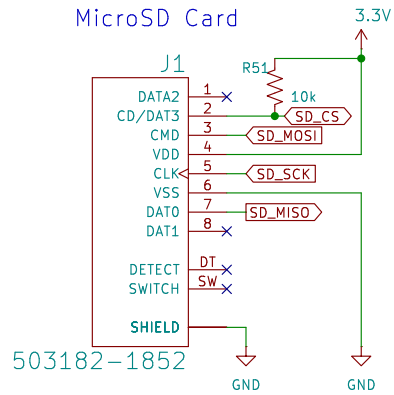 MicroSD Card
3.3V
J1
R51
10k
DATA2 1
CD/DAT3 2 SD_CS
CMD 3 SD_MOSI
VDD 4
CLK 5 SD_SCK
VSS 6
DAT0 7 SD_MISO
DAT1 8
DETECT DT
SWITCH SW
SHIELD
503182-1852
GND GND